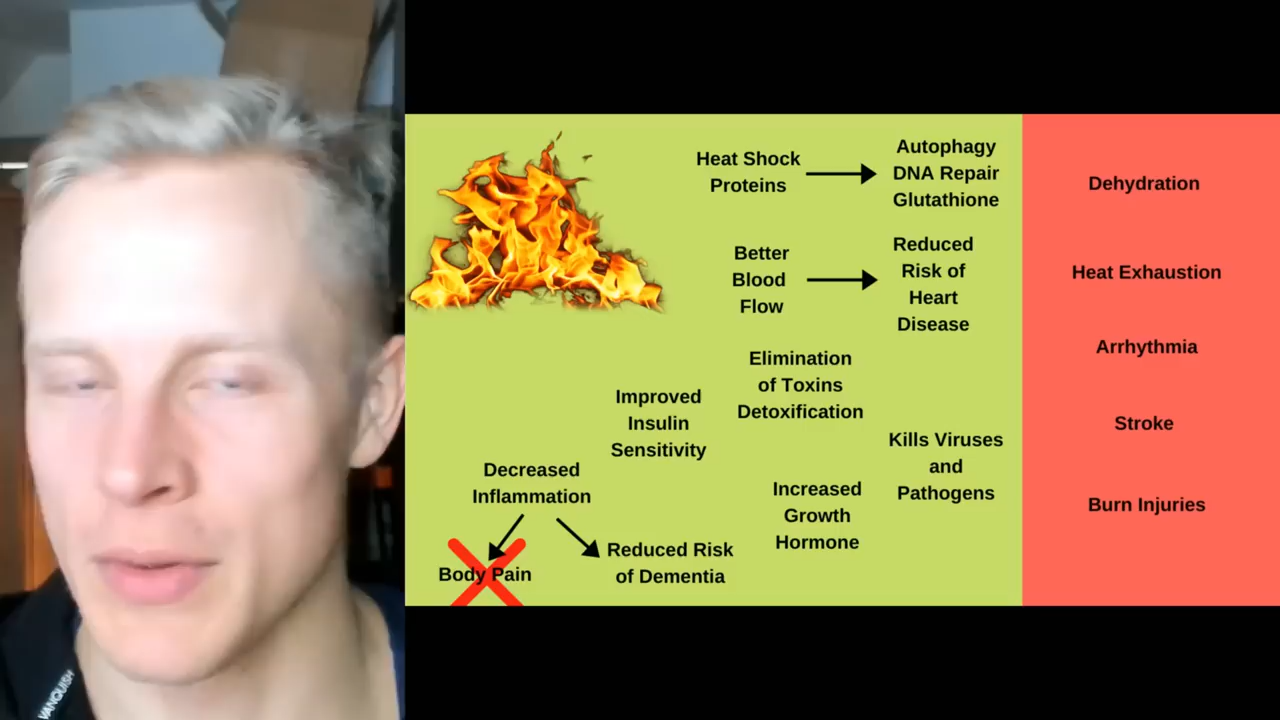 Heat Shock
Proteins
Autophagy
DNA Repair
Glutathione
Better
Blood
Flow
Reduced
Risk of
Heart
Disease
Elimination
of Toxins
Detoxification
Improved
Insulin
Sensitivity
Kills Viruses
and
Pathogens
Decreased
Inflammation
Increased
Growth
Hormone
Body Pain
Reduced Risk
of Dementia
Dehydration
Heat Exhaustion
Arrhythmia
Stroke
Burn Injuries
VANQUISH